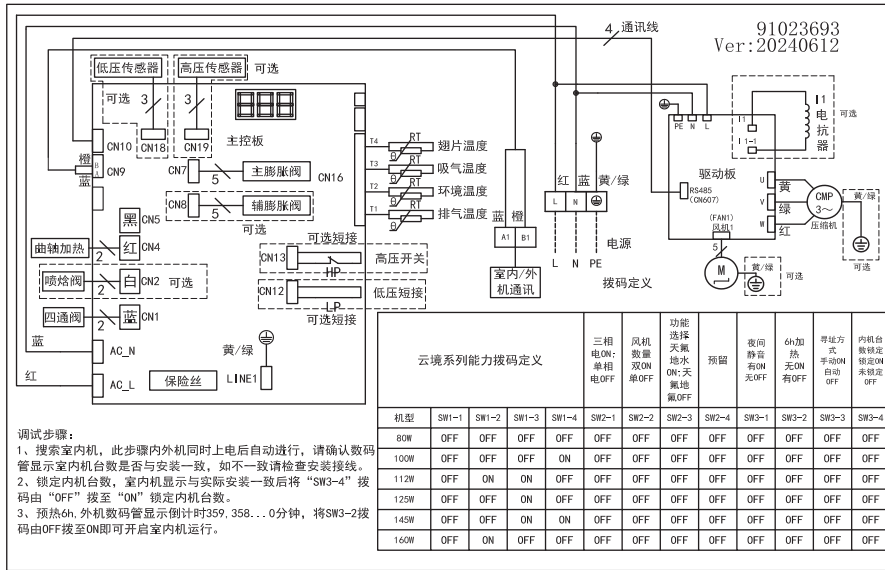 91023693
Ver:20240612
4 通讯线
低压传感器
高压传感器
可选
可选
3
3
CN18
CN19
CN10
主控板
橙
B
A
CN9
蓝
CN7
5
主膨胀阀
CN16
CN8
5
辅膨胀阀
可选
T4
RT
θ
翅片温度
T3
RT
θ
吸气温度
T2
RT
θ
环境温度
T1
RT
θ
排气温度
黑
CN5
曲轴加热
2
红
CN4
喷焓阀
2
白
CN2
可选
四通阀
2
蓝
CN1
可选短接
CN13
HP
高压开关
CN12
LP
低压短接
可选短接
蓝
AC_N
红
AC_L
保险丝
黄/绿
LINE1
蓝
橙
A1
B1
室内/外
机通讯
红
蓝
黄/绿
L
N
电源
L
N
PE
拨码定义
PE
N
L
驱动板
RS485
(CN607)
(FAN1)
风机1
5
M
黄/绿
可选
U
V
W
黄
绿
红
CMP
3~
压缩机
黄/绿
可选
I1
I1-1
I1
电
抗
器
可选
云境系列能力拨码定义
三相
电ON;
单相
电OFF
风机
数量
双ON
单OFF
功能
选择
天氟
地水
ON;天
氟地
氟OFF
预留
夜间
静音
有ON
无OFF
6h加
热
无ON
有OFF
寻址方
式
手动ON
自动
OFF
内机台
数锁定
锁定ON
未锁定
OFF
机型 SW1-1 SW1-2 SW1-3 SW1-4 SW2-1 SW2-2 SW2-3 SW2-4 SW3-1 SW3-2 SW3-3 SW3-4
80W OFF OFF OFF OFF OFF OFF OFF OFF OFF OFF OFF OFF
100W OFF OFF OFF ON OFF OFF OFF OFF OFF OFF OFF OFF
112W OFF ON ON OFF OFF OFF OFF OFF OFF OFF OFF OFF
125W OFF OFF ON OFF OFF OFF OFF OFF OFF OFF OFF OFF
145W OFF OFF ON ON OFF OFF OFF OFF OFF OFF OFF OFF
160W OFF ON OFF OFF OFF OFF OFF OFF OFF OFF OFF OFF
调试步骤：
1、搜索室内机，此步骤内外机同时上电后自动进行，请确认数码
管显示室内机台数是否与安装一致，如不一致请检查安装接线。
2、锁定内机台数，室内机显示与实际安装一致后将“SW3-4”拨
码由“OFF”拨至“ON”锁定内机台数。
3、预热6h,外机数码管显示倒计时359,358...0分钟，将SW3-2拨
码由OFF拨至ON即可开启室内机运行。